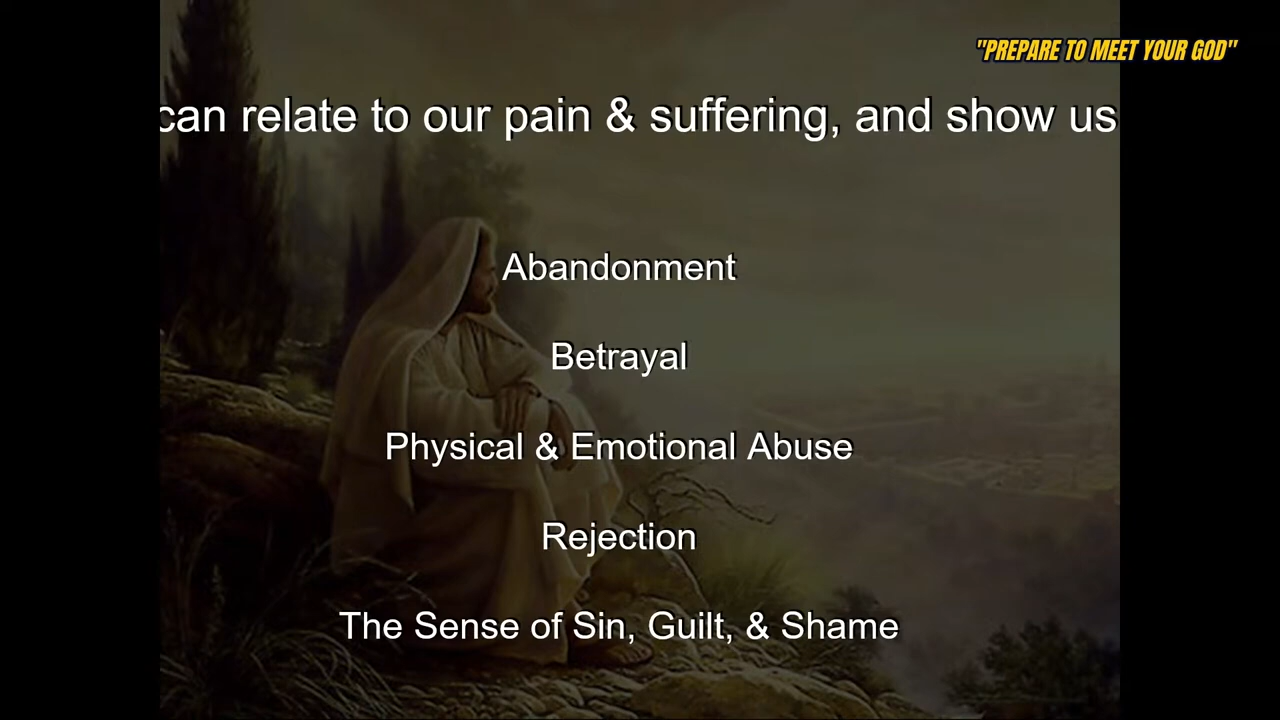 "PREPARE TO MEET YOUR GOD"
can relate to our pain & suffering, and show us
Abandonment
Betrayal
Physical & Emotional Abuse
Rejection
The Sense of Sin, Guilt, & Shame